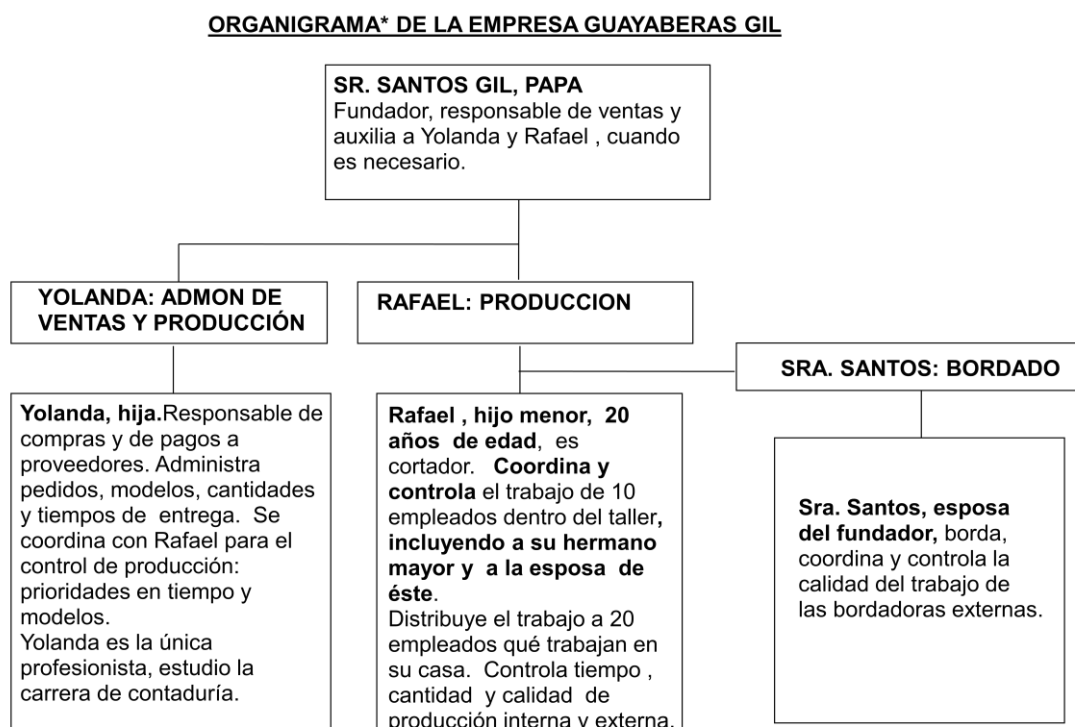 ORGANIGRAMA* DE LA EMPRESA GUAYABERAS GIL
SR. SANTOS GIL, PAPA
Fundador, responsable de ventas y
auxilia a Yolanda y Rafael , cuando
es necesario.
YOLANDA: ADMON DE
VENTAS Y PRODUCCIÓN
RAFAEL: PRODUCCION
SRA. SANTOS: BORDADO
Yolanda, hija.Responsable de
compras y de pagos a
proveedores. Administra
pedidos, modelos, cantidades
y tiempos de entrega. Se
coordina con Rafael para el
control de producción:
prioridades en tiempo y
modelos.
Yolanda es la única
profesionista, estudio la
carrera de contaduría.
Rafael , hijo menor, 20
años de edad, es
cortador. Coordina y
controla el trabajo de 10
empleados dentro del taller,
incluyendo a su hermano
mayor y a la esposa de
éste.
Distribuye el trabajo a 20
empleados qué trabajan en
su casa. Controla tiempo ,
cantidad y calidad de
producción interna y externa.
Sra. Santos, esposa
del fundador, borda,
coordina y controla la
calidad del trabajo de
las bordadoras externas.